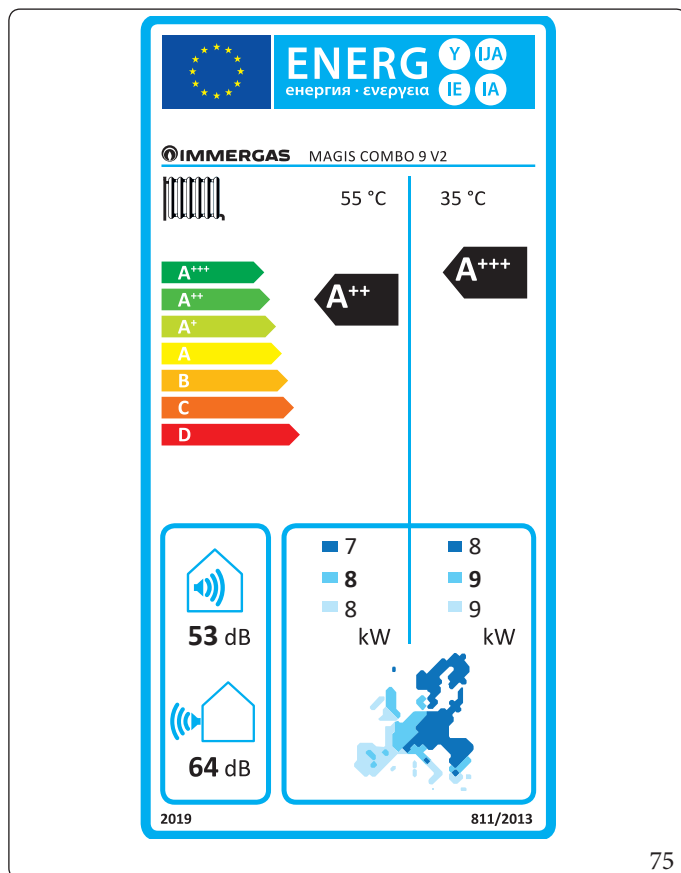 ENERG
Y IJA
IE IA
енергия · ενεργεια
IMMERGAS MAGIS COMBO 9 V2
55 °C 35 °C
A+++
A++
A+
A
B
C
D
A++
A+++
53 dB
64 dB
7
8
8
kW
8
9
9
kW
2019 811/2013
75